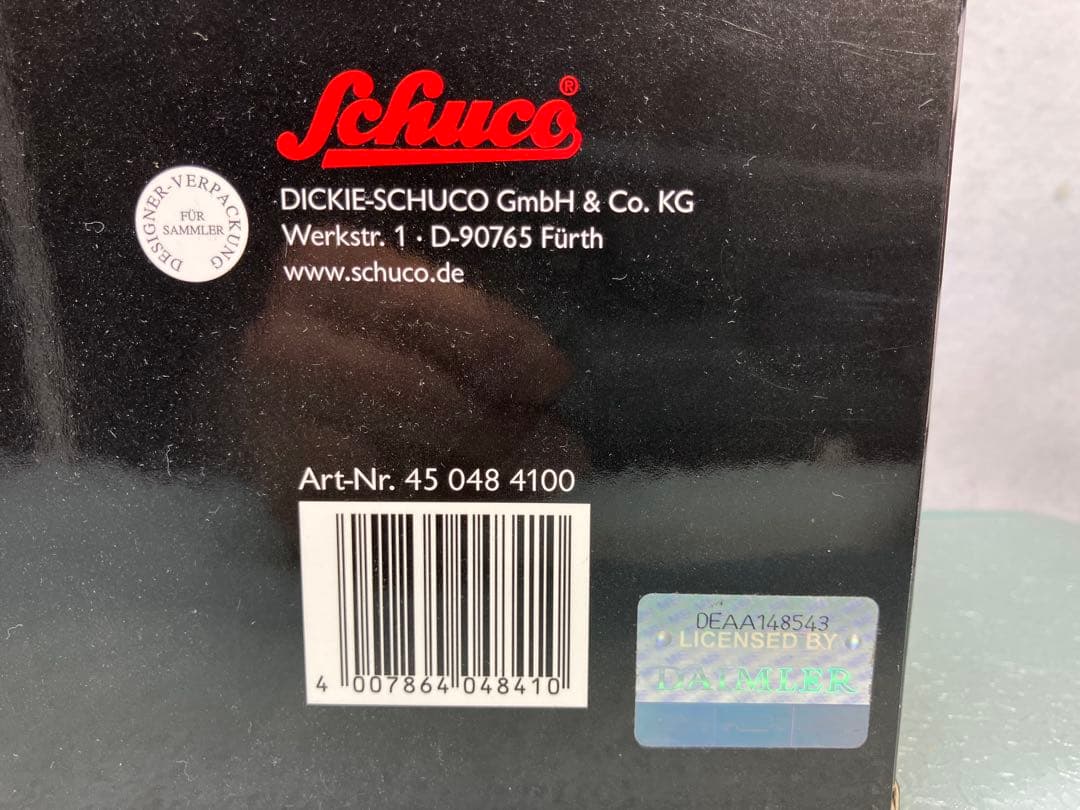 Schuco®
DICKIE-SCHUCO GmbH & Co. KG
Werkstr. 1 · D-90765 Fürth
www.schuco.de
DESIGNER-VERPACKUNG
FÜR
SAMMLER
Art-Nr. 45 048 4100
4 007864 048410
DEAA148543
LICENSED BY
DAIMLER